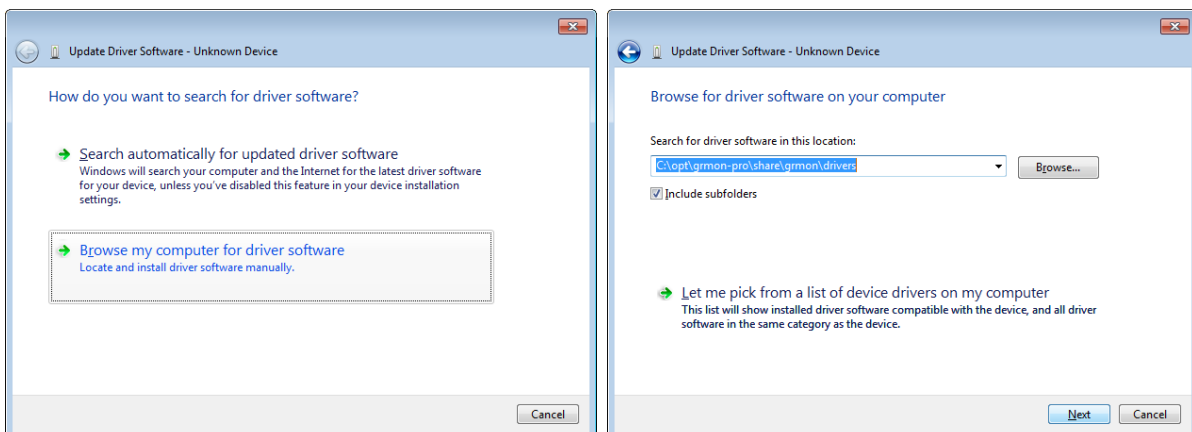 Update Driver Software - Unknown Device
How do you want to search for driver software?
Search automatically for updated driver software
Windows will search your computer and the Internet for the latest driver software
for your device, unless you've disabled this feature in your device installation
settings.
Browse my computer for driver software
Locate and install driver software manually.
Cancel
Update Driver Software - Unknown Device
Browse for driver software on your computer
Search for driver software in this location:
C:\opt\grmon-pro\share\grmon\drivers
Browse...
Include subfolders
Let me pick from a list of device drivers on my computer
This list will show installed driver software compatible with the device, and all driver
software in the same category as the device.
Next
Cancel